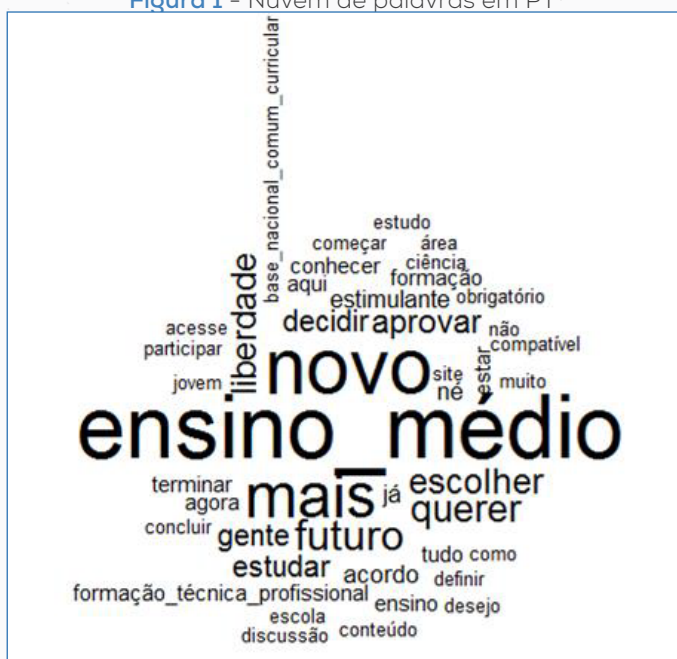 Figura 1 - Nuvem de palavras em PT
base_nacional_comum_curricular
estudo
começar área
conhecer ciência
aqui formação
liberdade
estimulante obrigatório
acesse decidir aprovar não
participar compatível
jovem novo site estar muito
né
ensino_médio
terminar mais já escolher
agora querer
concluir gente futuro
tudo como
estudar acordo definir
formação_técnica_profissional ensino desejo
escola
discussão conteúdo